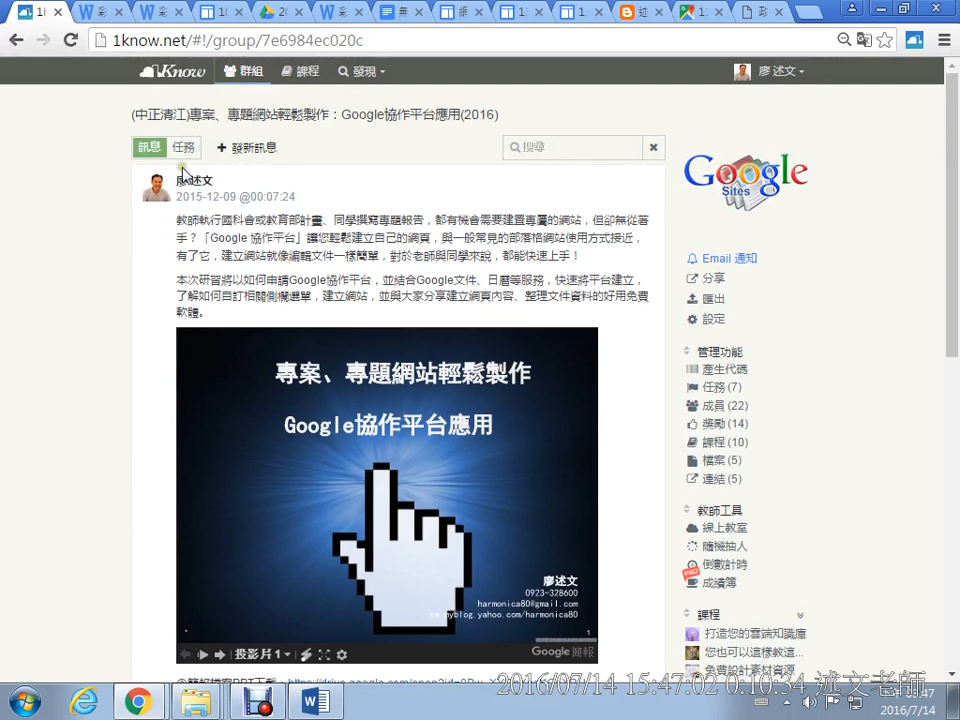 1know.net/#!/group/7e6984ec020c
1Know 群組 課程 發現 廖述文
(中正清江)專案、專題網站輕鬆製作：Google協作平台應用(2016)
訊息 任務 + 發新訊息 搜尋
廖述文
2015-12-09 @00:07:24
教師執行國科會或教育部計畫、同學撰寫專題報告，都有機會需要建置專屬的網站，但卻無從著
手？「Google 協作平台」讓您輕鬆建立自己的網頁，與一般常見的部落格網站使用方式接近，
有了它，建立網站就像編輯文件一樣簡單，對於老師與同學來說，都能快速上手！
本次研習將以如何申請Google協作平台，並結合Google文件、日曆等服務，快速將平台建立，
了解如何自訂相關側欄選單，建立網站，並與大家分享建立網頁內容、整理文件資料的好用免費
軟體。
專案、專題網站輕鬆製作
Google協作平台應用
廖述文
0923-328600
harmonica80@gmail.com
tw.myblog.yahoo.com/harmonica80
1
投影片 1
Google簡報
Google
Sites
Email 通知
分享
匯出
設定
管理功能
產生代碼
任務 (7)
成員 (22)
獎勵 (14)
課程 (10)
檔案 (5)
連結 (5)
教師工具
線上教室
隨機抽人
倒數計時
PRO
成績簿
課程
打造您的雲端知識庫
您也可以這樣教這...
免費設計素材資源
2016/07/14 15:47:02 0:10:34 述文老師
2016/7/14